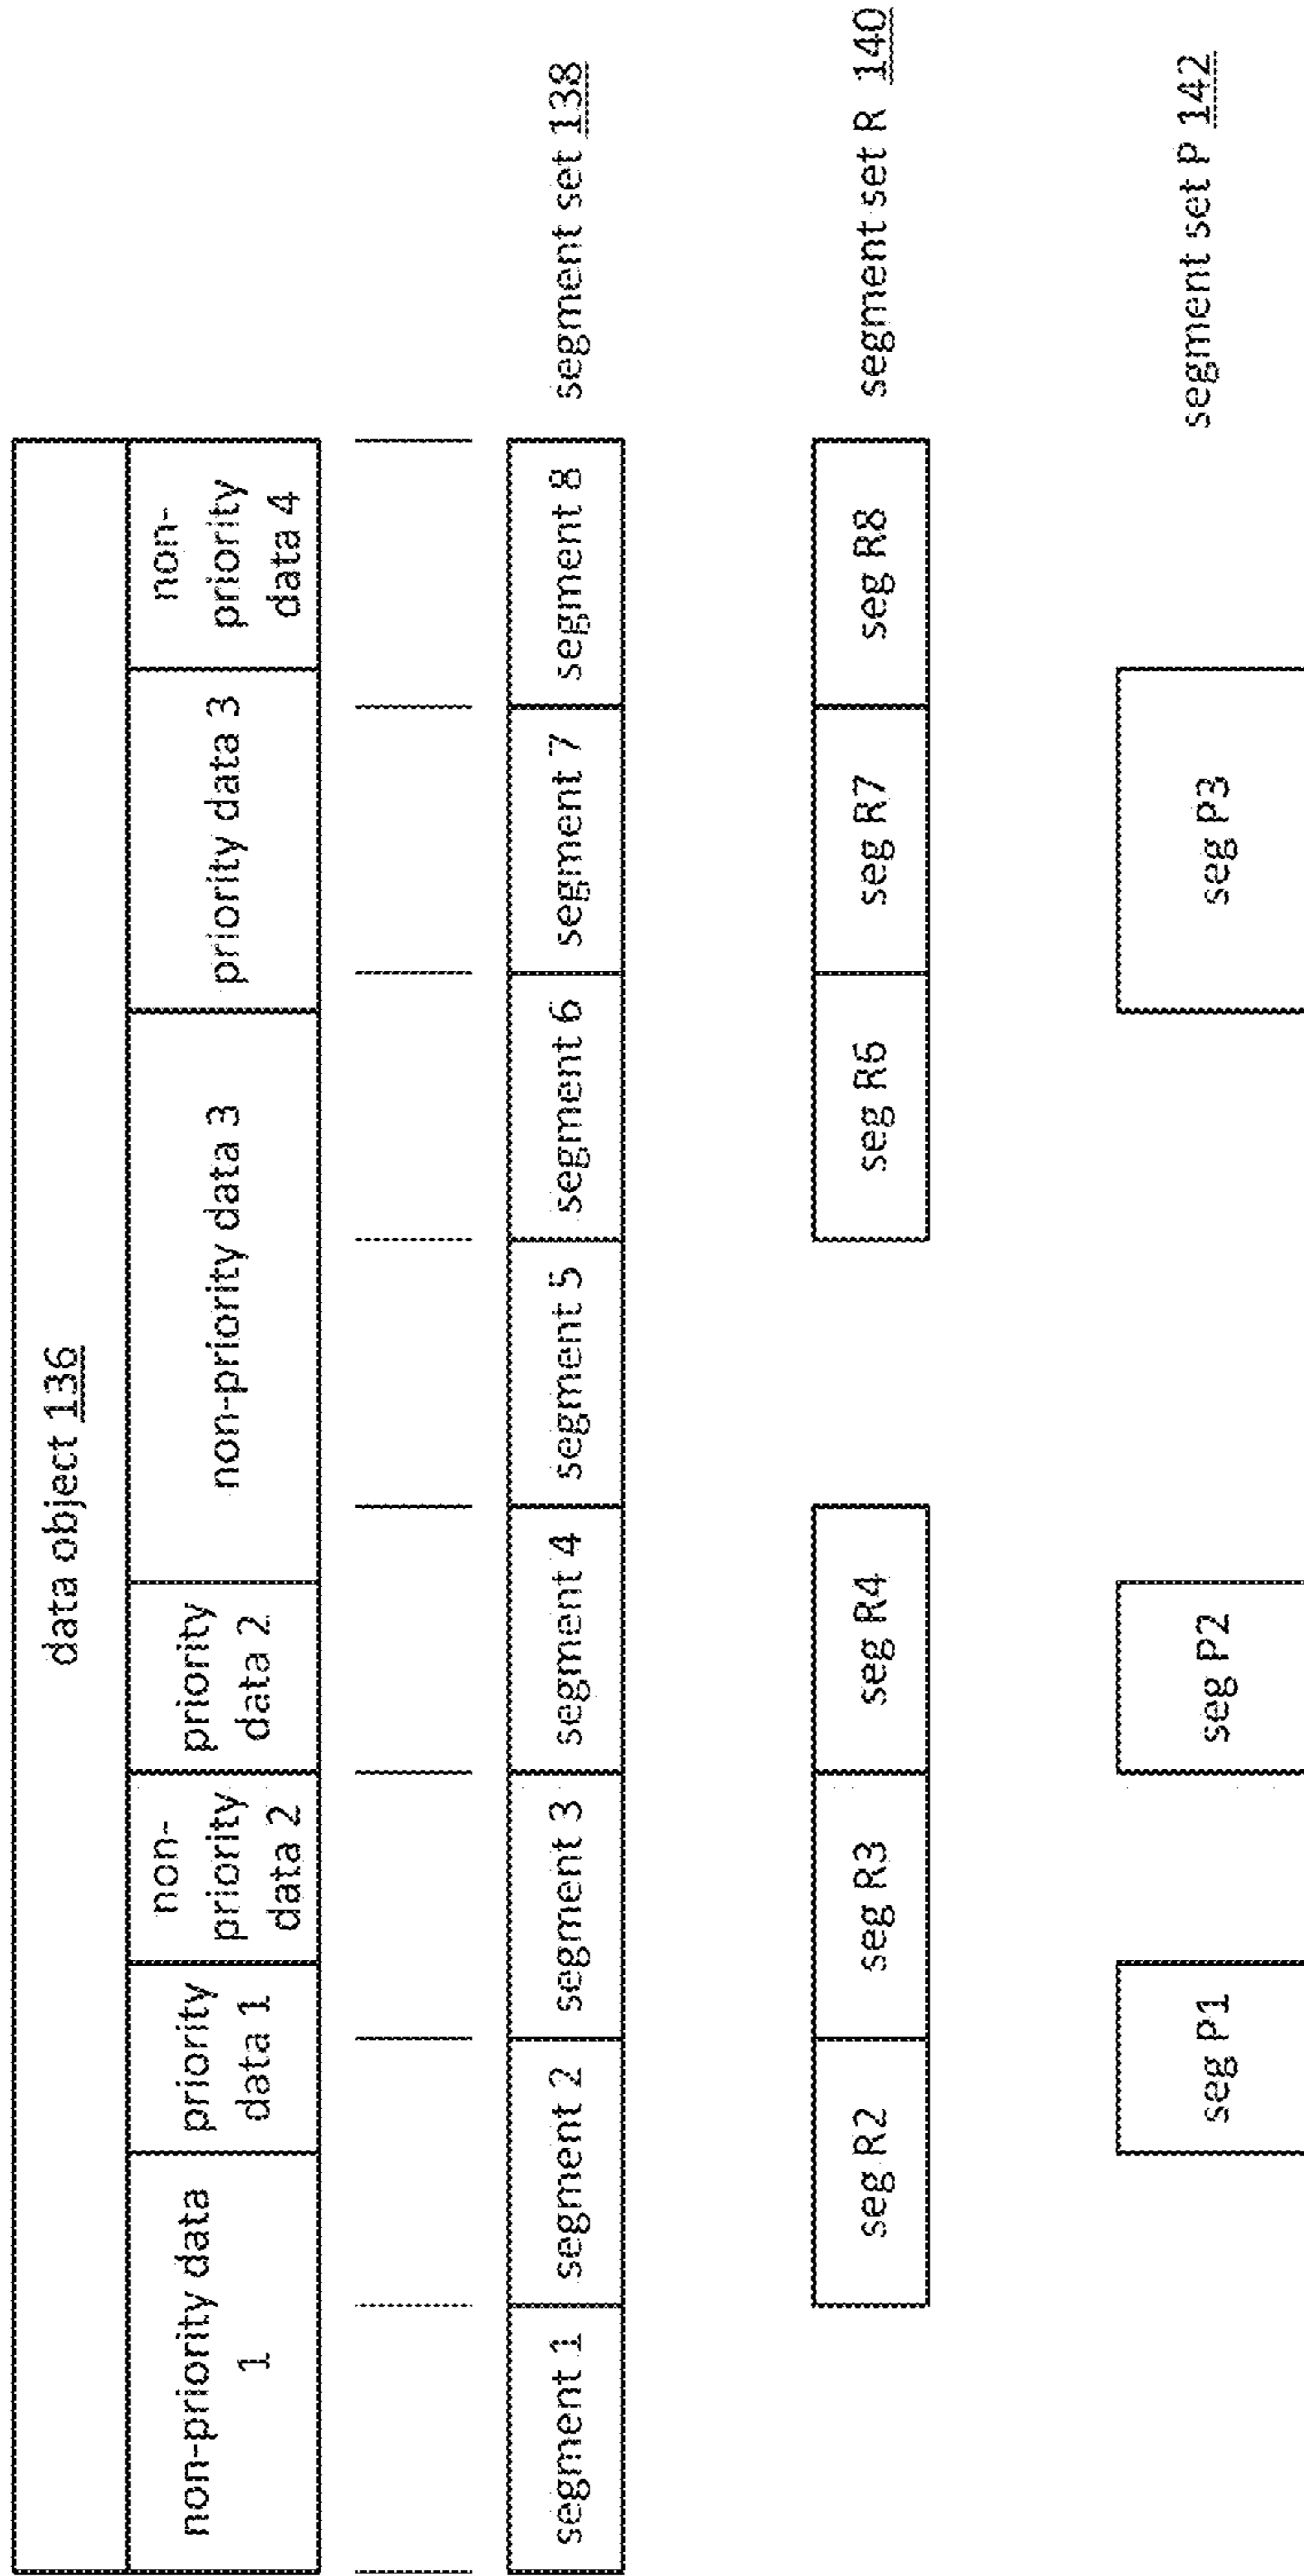 data object 136
non-priority data
1
priority
data 1
non-
priority
data 2
priority
data 2
non-priority data 3
priority data 3
non-
priority
data 4
segment 1
segment 2
segment 3
segment 4
segment 5
segment 6
segment 7
segment 8
segment set 138
seg R2
seg R3
seg R4
seg R6
seg R7
seg R8
segment set R 140
seg P1
seg P2
seg P3
segment set P 142